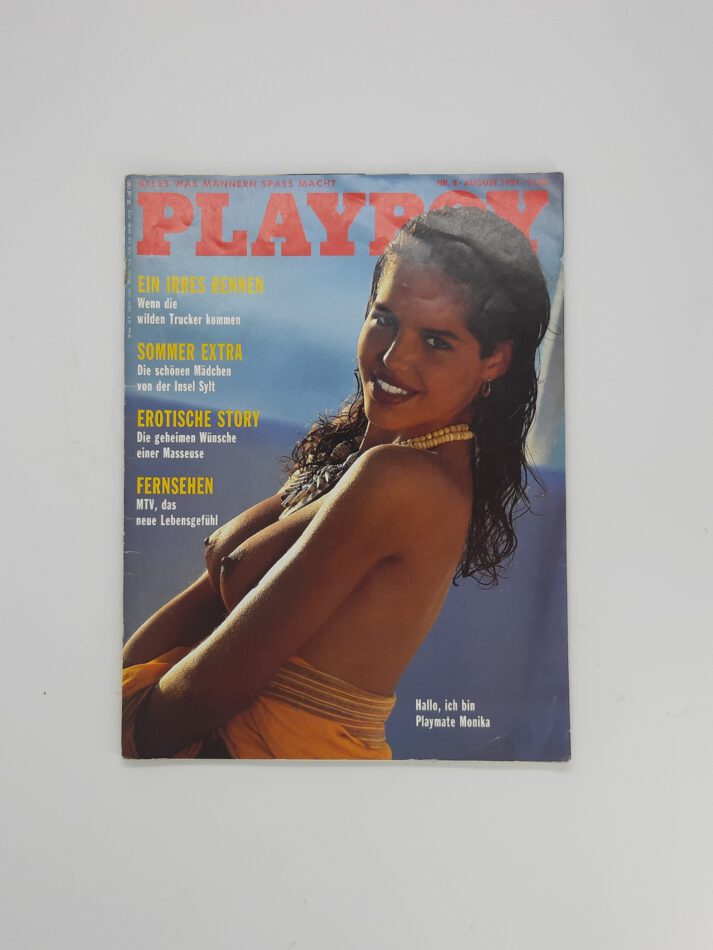 ALLES WAS MÄNNERN SPASS MACHT
NR. 8 · AUGUST 1991
PLAYBOY
EIN IRRES RENNEN
Wenn die
wilden Trucker kommen
SOMMER EXTRA
Die schönen Mädchen
von der Insel Sylt
EROTISCHE STORY
Die geheimen Wünsche
einer Masseuse
FERNSEHEN
MTV, das
neue Lebensgefühl
Hallo, ich bin
Playmate Monika